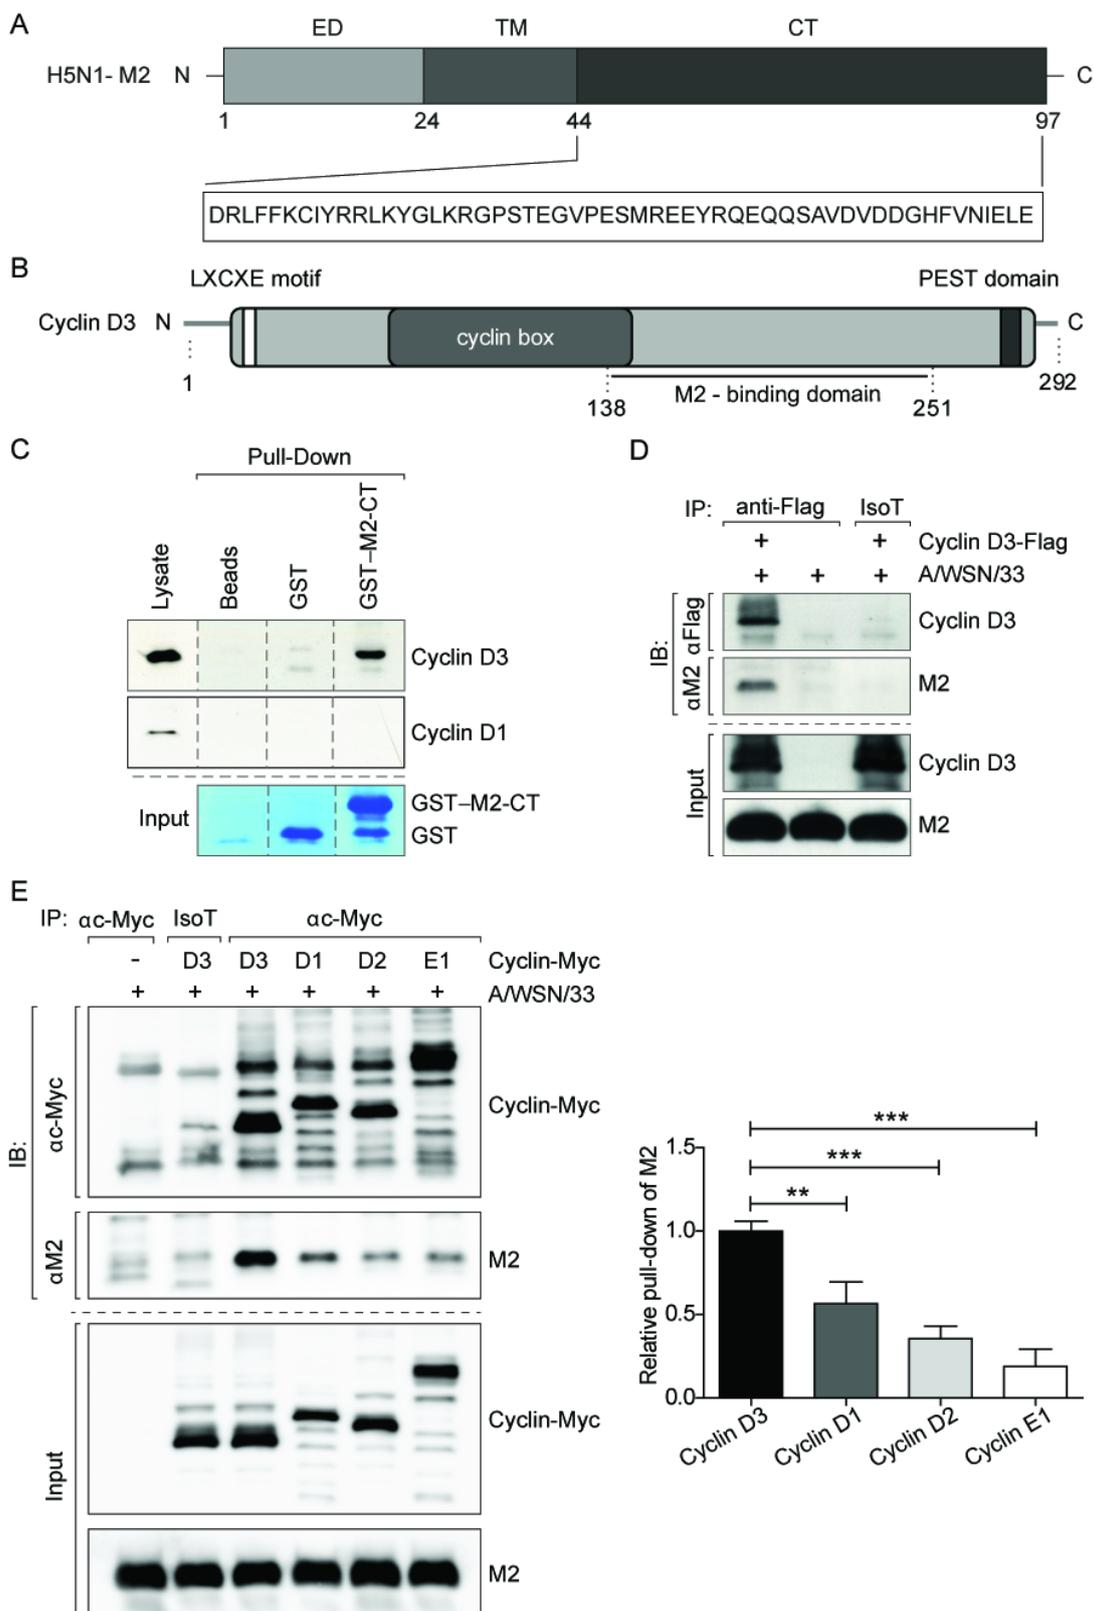 A
ED TM CT
H5N1- M2 N C
1 24 44 97
DRLFFKCIYRRLKYGLKRGPSTEGVPESMREEYRQEQQSAVDVDDGHFVNIELE
B
LXCXE motif PEST domain
Cyclin D3 N cyclin box C
1 138 M2 - binding domain 251 292
C
Pull-Down
Lysate Beads GST GST–M2-CT
Cyclin D3
Cyclin D1
Input GST–M2-CT
GST
D
IP: anti-Flag IsoT
+ + Cyclin D3-Flag
+ + + A/WSN/33
IB: αFlag Cyclin D3
αM2 M2
Input Cyclin D3
M2
E
IP: αc-Myc IsoT αc-Myc
- D3 D3 D1 D2 E1 Cyclin-Myc
+ + + + + + A/WSN/33
IB: αc-Myc Cyclin-Myc
αM2 M2
Input Cyclin-Myc
M2
Relative pull-down of M2
***
***
**
1.5
1.0
0.5
0.0
Cyclin D3 Cyclin D1 Cyclin D2 Cyclin E1